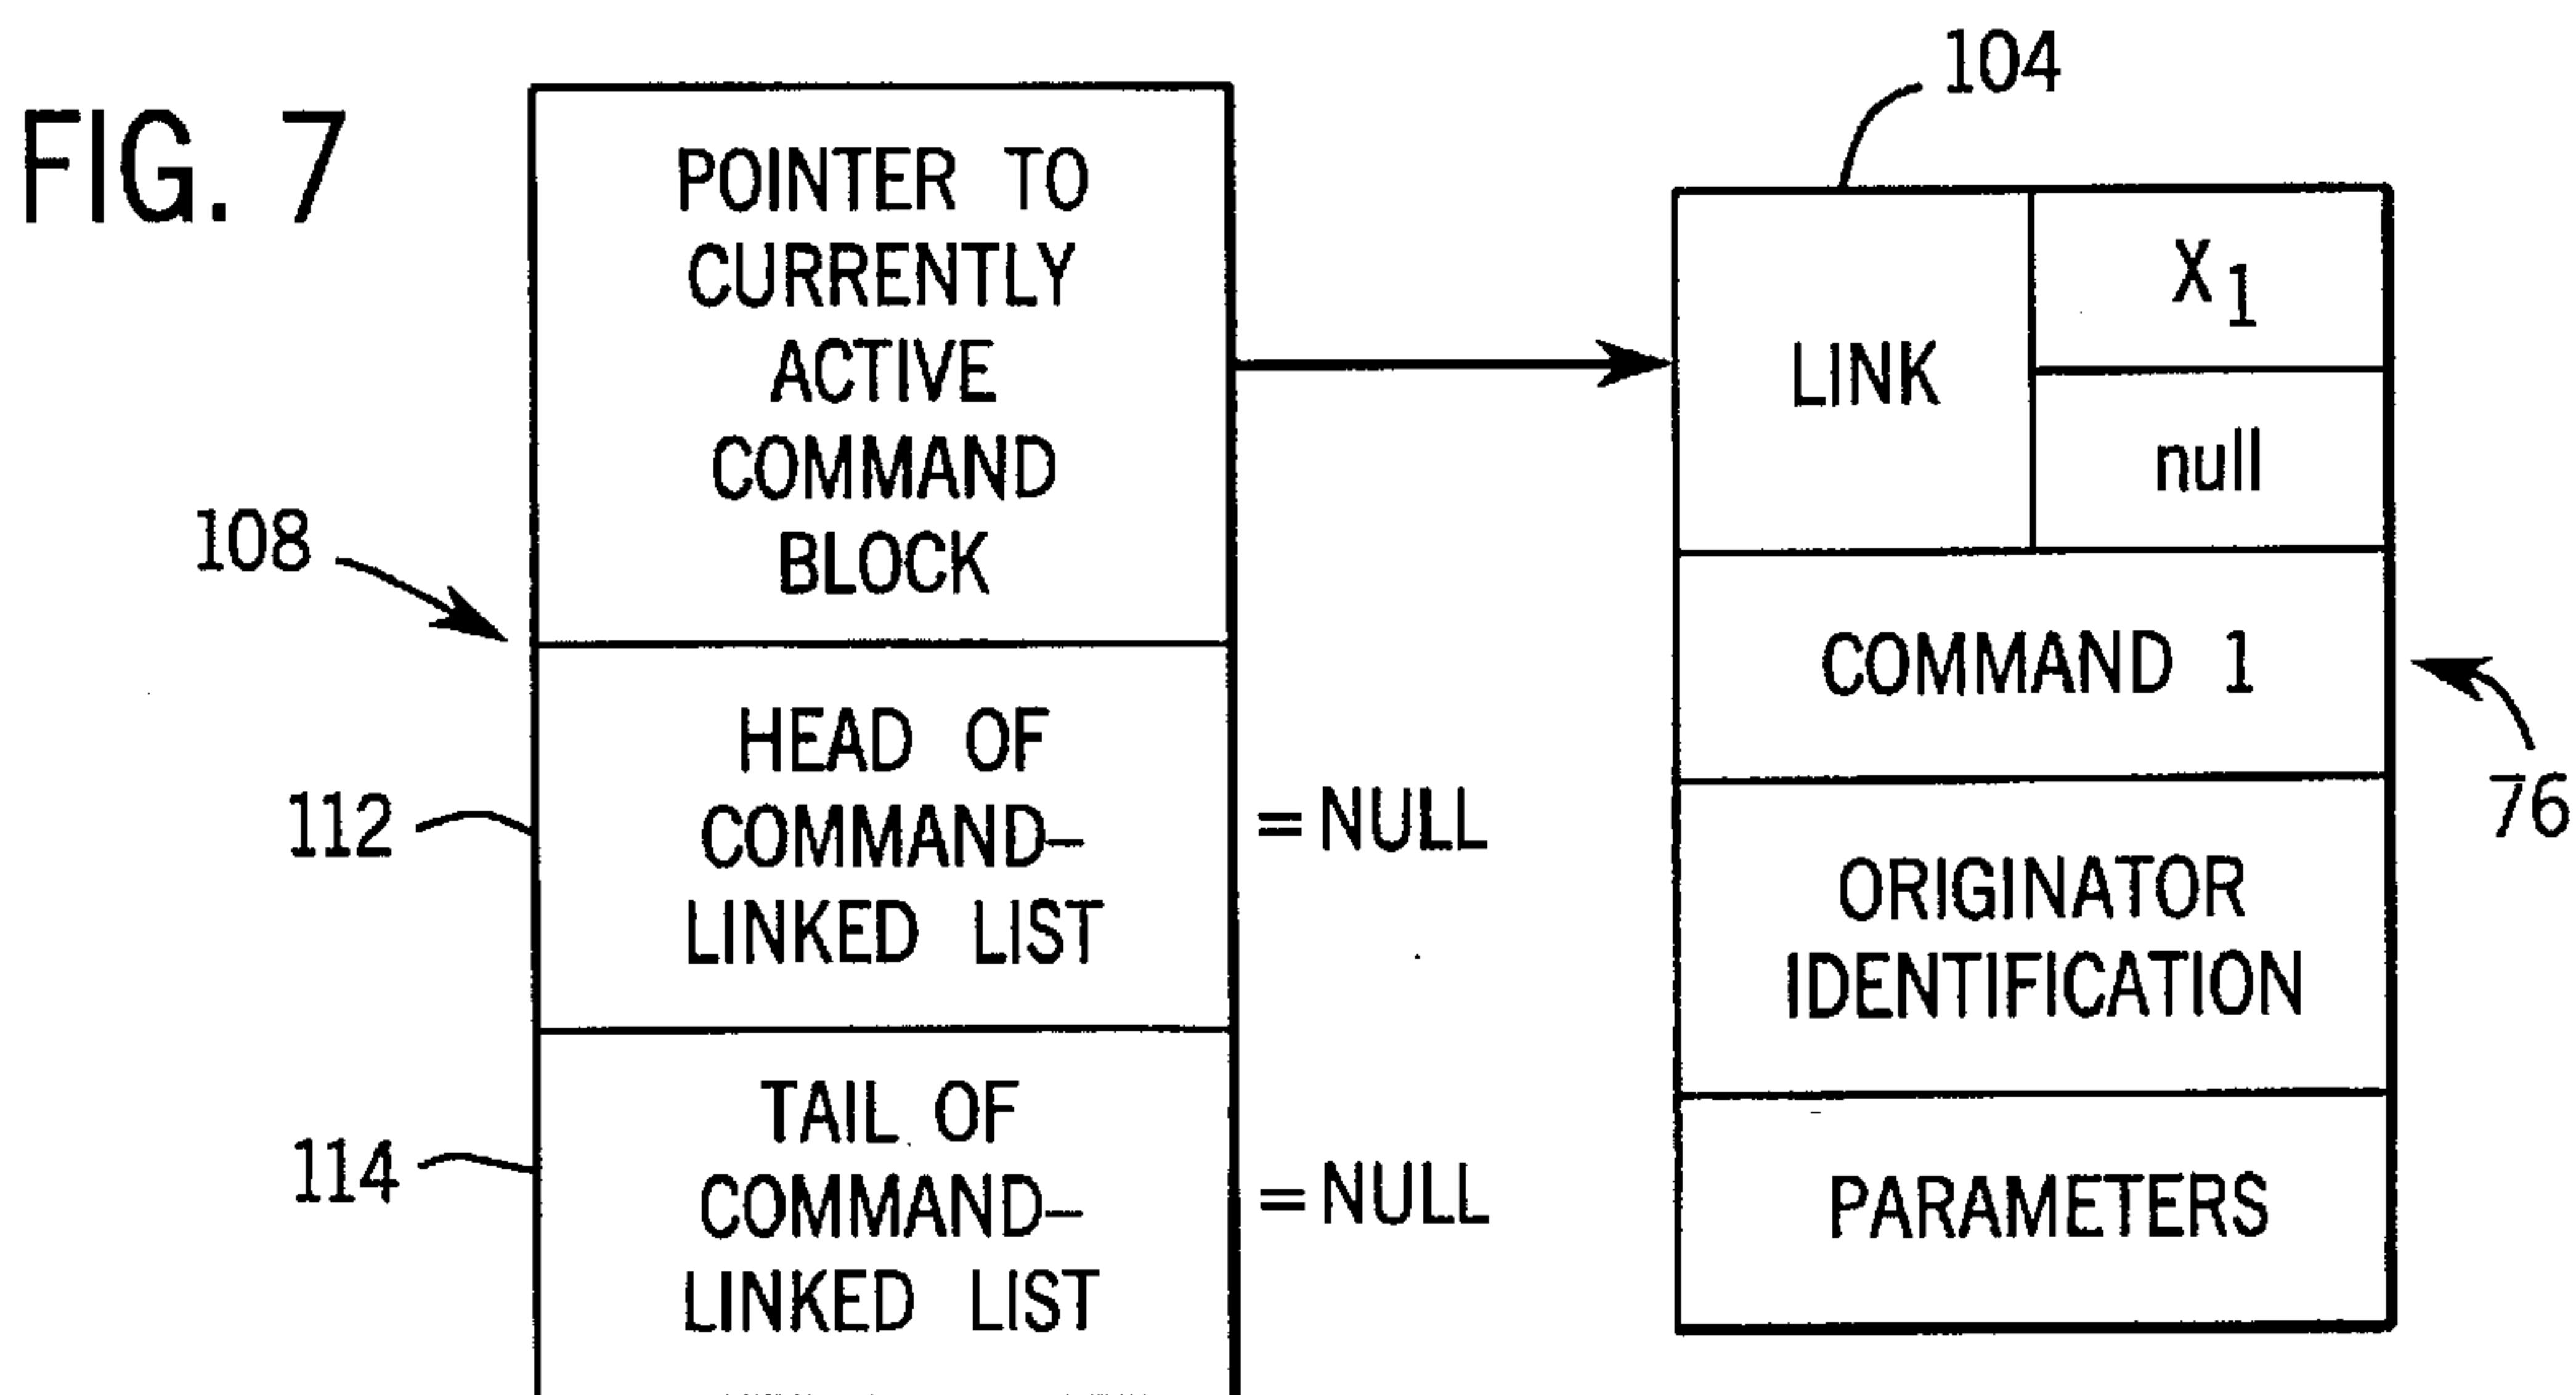 FIG. 7
POINTER TO
CURRENTLY
ACTIVE
COMMAND
BLOCK
108
HEAD OF
COMMAND-
LINKED LIST
112
= NULL
TAIL OF
COMMAND-
LINKED LIST
114
= NULL
104
LINK
X1
null
COMMAND 1
76
ORIGINATOR
IDENTIFICATION
PARAMETERS